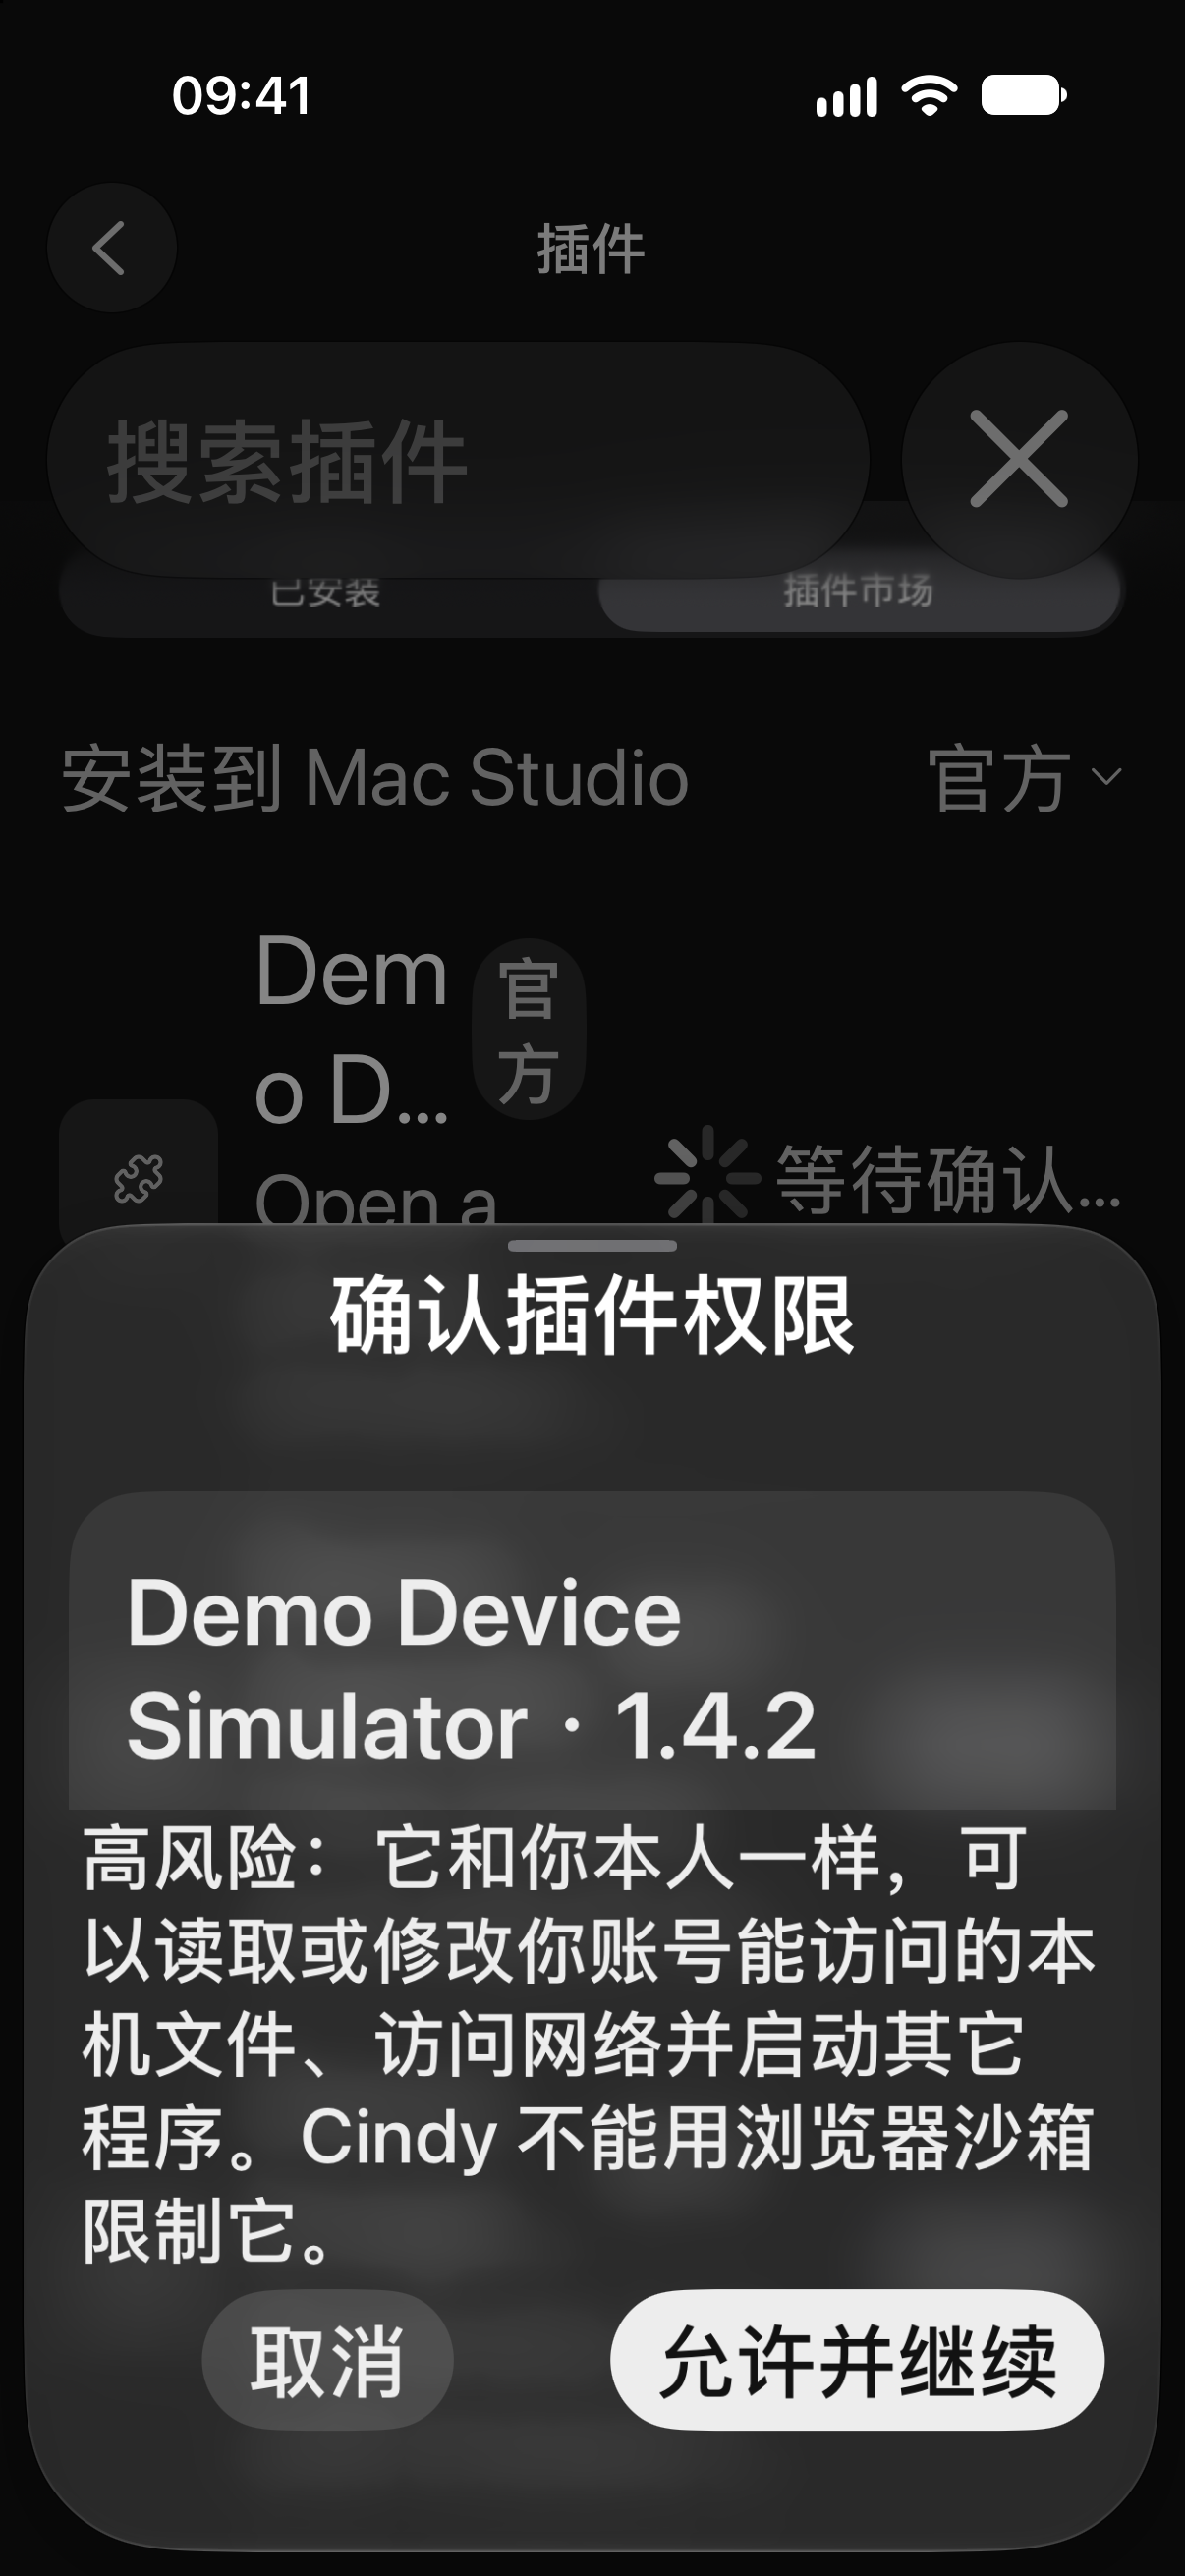 09:41
插件
搜索插件
已安装
插件市场
安装到 Mac Studio
官方
Dem
o D...
官
方
Open a
等待确认...
确认插件权限
Demo Device
Simulator · 1.4.2
高风险：它和你本人一样，可
以读取或修改你账号能访问的本
机文件、访问网络并启动其它
程序。Cindy 不能用浏览器沙箱
限制它。
取消
允许并继续